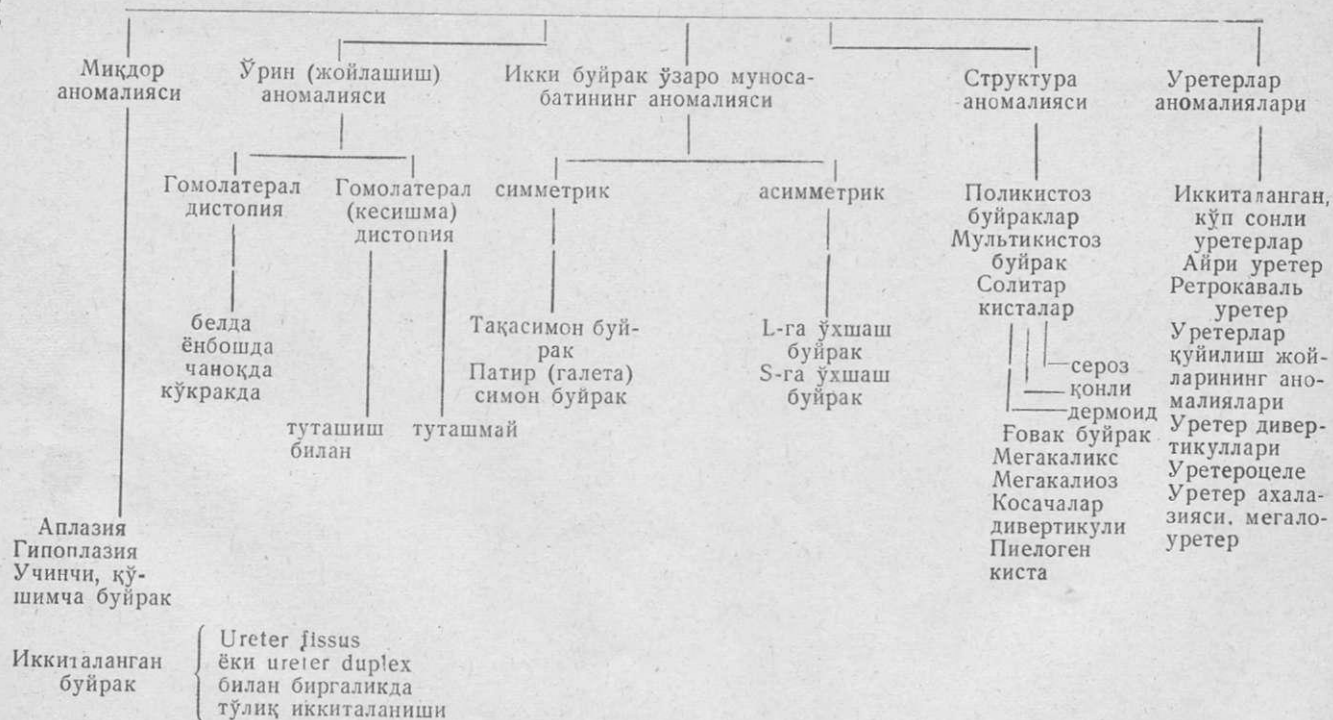 Миқдор
аномалияси
Ўрин (жойлашиш)
аномалияси
Икки буйрак ўзаро муноса-
батининг аномалияси
Структура
аномалияси
Уретерлар
аномалиялари
Гомолатерал
дистопия
Гомолатерал
(кесишма)
дистопия
симметрик
асимметрик
Поликистоз
буйраклар
Мультикистоз
буйрак
Солитар
кисталар
Иккиталанган,
кўп сонли
уретерлар
Айри уретер
Ретрокаваль
уретер
Уретерлар
қуйилиш жой-
ларининг ано-
малиялари
Уретер дивер-
тикуллари
Уретероцеле
Уретер ахала-
зияси. мегало-
уретер
белда
ёнбошда
чаноқда
кўкракда
туташиш
билан
туташмай
Тақасимон буй-
рак
Патир (галета)
симон буйрак
L-га ўхшаш
буйрак
S-га ўхшаш
буйрак
сероз
қонли
дермоид
Ғовак буйрак
Мегакаликс
Мегакалиоз
Косачалар
дивертикули
Пиелоген
киста
Аплазия
Гипоплазия
Учинчи, қў-
шимча буйрак
Иккиталанган
буйрак
Ureter fissus
ёки ureter duplex
билан биргаликда
тўлиқ иккиталаниши